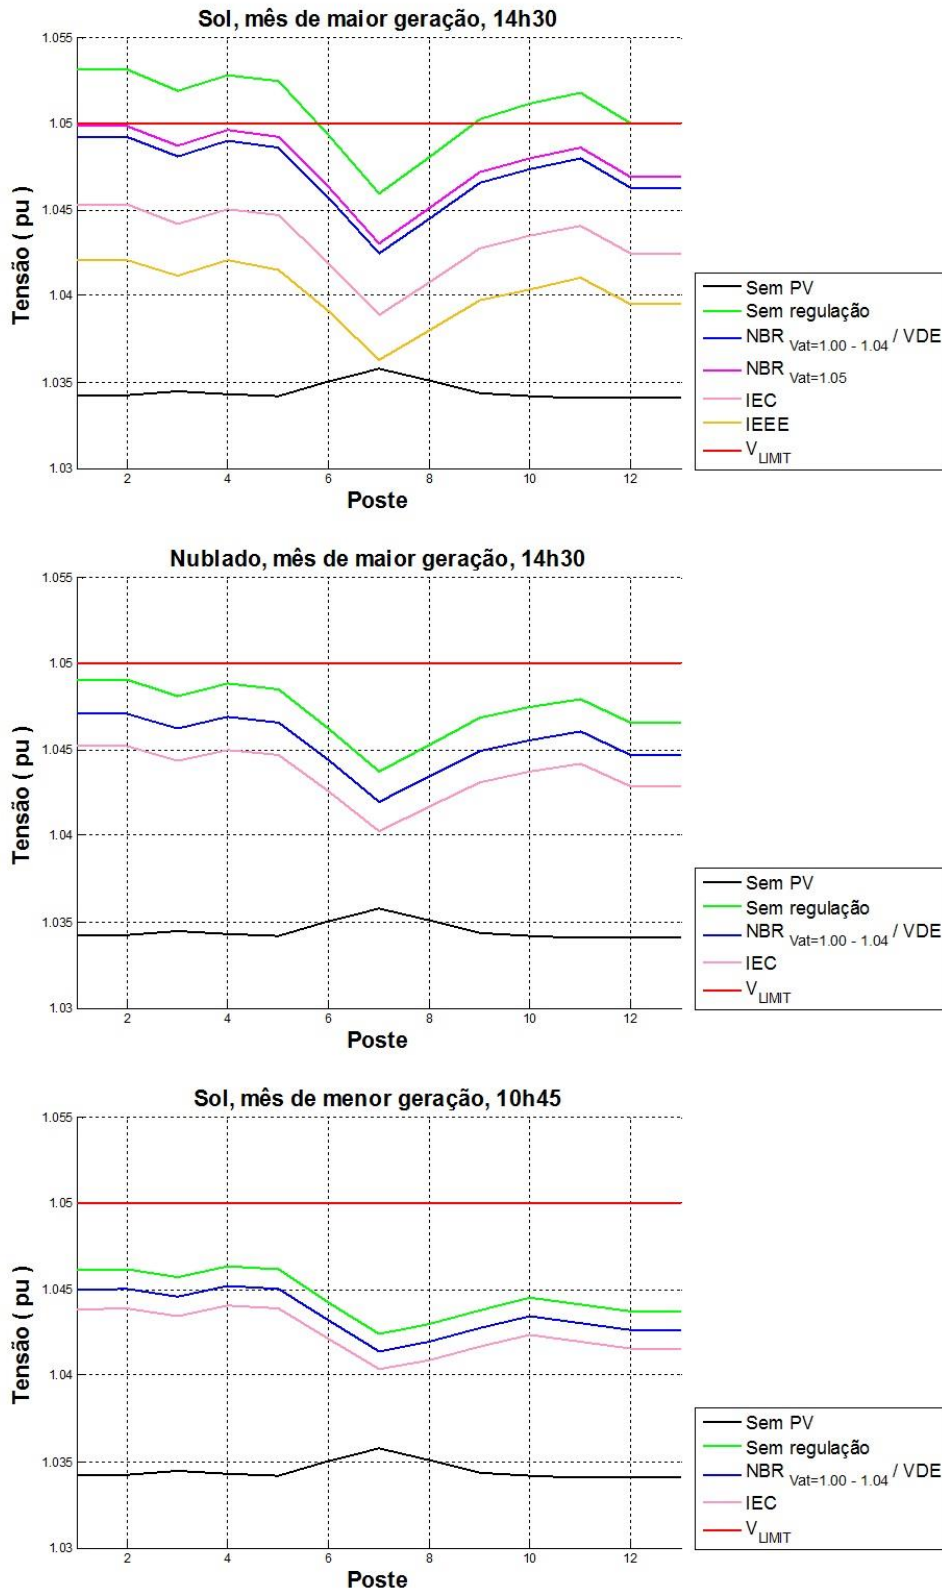 Sol, mês de maior geração, 14h30
1.055
1.05
1.045
1.04
1.035
1.03
Tensão ( pu )
2 4 6 8 10 12
Poste
Sem PV
Sem regulação
NBR Vat=1.00 - 1.04 / VDE
NBR Vat=1.05
IEC
IEEE
VLIMIT
Nublado, mês de maior geração, 14h30
1.055
1.05
1.045
1.04
1.035
1.03
Tensão ( pu )
2 4 6 8 10 12
Poste
Sem PV
Sem regulação
NBR Vat=1.00 - 1.04 / VDE
IEC
VLIMIT
Sol, mês de menor geração, 10h45
1.055
1.05
1.045
1.04
1.035
1.03
Tensão ( pu )
2 4 6 8 10 12
Poste
Sem PV
Sem regulação
NBR Vat=1.00 - 1.04 / VDE
IEC
VLIMIT